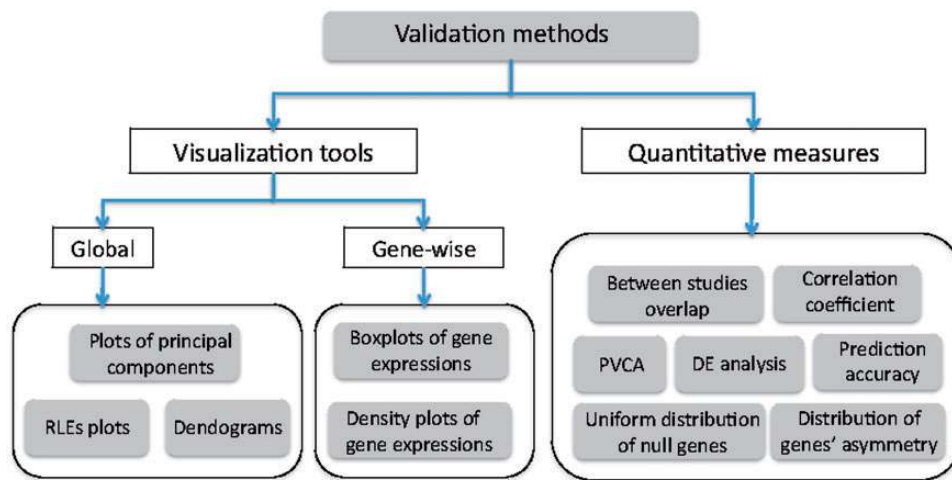 Validation methods
Visualization tools
Quantitative measures
Global
Gene-wise
Plots of principal
components
RLEs plots
Dendograms
Boxplots of gene
expressions
Density plots of
gene expressions
Between studies
overlap
Correlation
coefficient
PVCA
DE analysis
Prediction
accuracy
Uniform distribution
of null genes
Distribution of
genes’ asymmetry